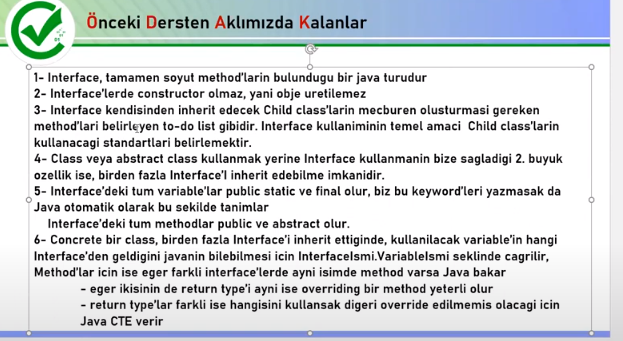 Önceki Dersten Aklımızda Kalanlar
1- Interface, tamamen soyut method'larin bulundugu bir java turudur
2- Interface'lerde constructor olmaz, yani obje uretilemez
3- Interface kendisinden inherit edecek Child class'larin mecburen olusturmasi gereken
method'lari belirleyen to-do list gibidir. Interface kullaniminin temel amaci Child class'larin
kullanacagi standartlari belirlemektir.
4- Class veya abstract class kullanmak yerine Interface kullanmanin bize sagladigi 2. buyuk
ozellik ise, birden fazla Interface'I inherit edebilme imkanidir.
5- Interface'deki tum variable'lar public static ve final olur, biz bu keyword'leri yazmasak da
Java otomatik olarak bu sekilde tanimlar
Interface'deki tum methodlar public ve abstract olur.
6- Concrete bir class, birden fazla Interface'i inherit ettiginde, kullanilacak variable'in hangi
Interface'den geldigini javanin bilebilmesi icin InterfaceIsmi.VariableIsmi seklinde cagrilir,
Method'lar icin ise eger farkli interface'lerde ayni isimde method varsa Java bakar
- eger ikisinin de return type'i ayni ise overriding bir method yeterli olur
- return type'lar farkli ise hangisini kullansak digeri override edilmemis olacagi icin
Java CTE verir